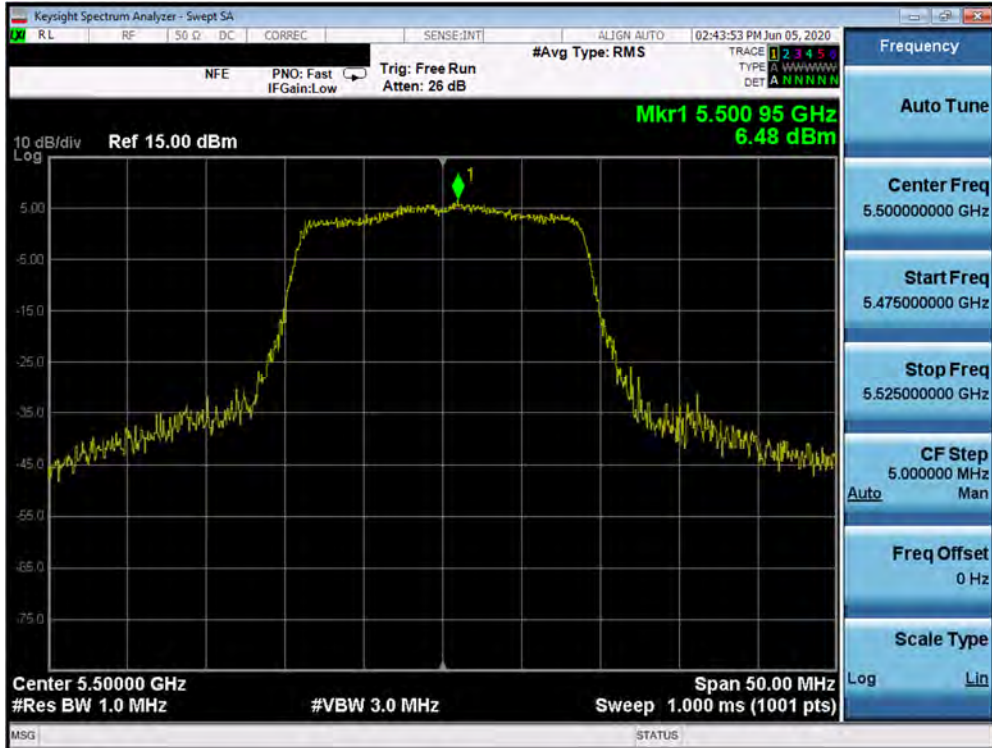 Keysight Spectrum Analyzer - Swept SA
LXI RL RF 50 Ω DC CORREC SENSE:INT ALIGN AUTO 02:43:53 PM Jun 05, 2020
NFE PNO: Fast IFGain:Low Trig: Free Run Atten: 26 dB #Avg Type: RMS
TRACE 1 2 3 4 5 6
TYPE A WWWWW
DET A N N N N N
Mkr1 5.500 95 GHz
6.48 dBm
10 dB/div Ref 15.00 dBm
Log
1
5.00
-5.00
-15.0
-25.0
-35.0
-45.0
-55.0
-65.0
-75.0
Center 5.50000 GHz Span 50.00 MHz
#Res BW 1.0 MHz #VBW 3.0 MHz Sweep 1.000 ms (1001 pts)
MSG STATUS
Frequency
Auto Tune
Center Freq
5.500000000 GHz
Start Freq
5.475000000 GHz
Stop Freq
5.525000000 GHz
CF Step
5.000000 MHz
Auto Man
Freq Offset
0 Hz
Scale Type
Log Lin